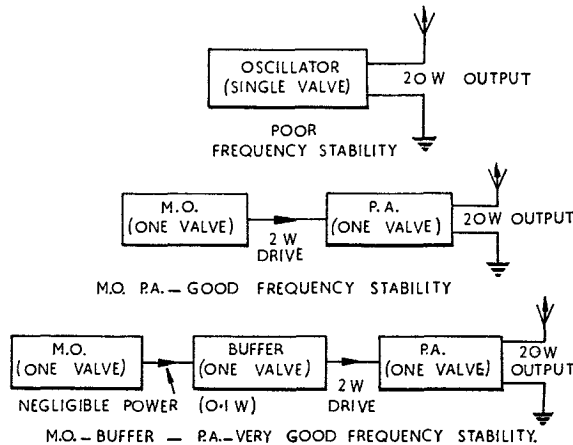 OSCILLATOR
(SINGLE VALVE)
20W OUTPUT
POOR
FREQUENCY STABILITY
M.O.
(ONE VALVE)
2 W
DRIVE
P.A.
(ONE VALVE)
20W OUTPUT
M.O. P.A.—GOOD FREQUENCY STABILITY
M.O.
(ONE VALVE)
NEGLIGIBLE POWER
BUFFER
(ONE VALVE)
(0·1 W)
2 W
DRIVE
P.A.
(ONE VALVE)
20W
OUTPUT
M.O.—BUFFER — P.A.—VERY GOOD FREQUENCY STABILITY.